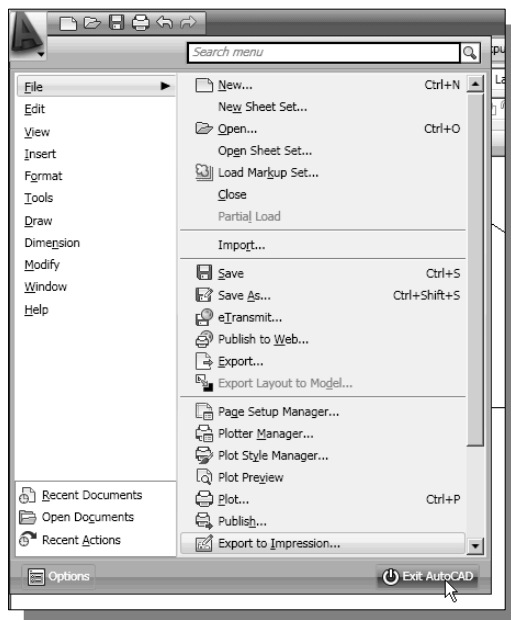 Search menu
File
Edit
View
Insert
Format
Tools
Draw
Dimension
Modify
Window
Help
New... Ctrl+N
New Sheet Set...
Open... Ctrl+O
Open Sheet Set...
Load Markup Set...
Close
Partial Load
Import...
Save Ctrl+S
Save As... Ctrl+Shift+S
eTransmit...
Publish to Web...
Export...
Export Layout to Model...
Page Setup Manager...
Plotter Manager...
Plot Style Manager...
Plot Preview
Plot... Ctrl+P
Publish...
Export to Impression...
Recent Documents
Open Documents
Recent Actions
Options
Exit AutoCAD